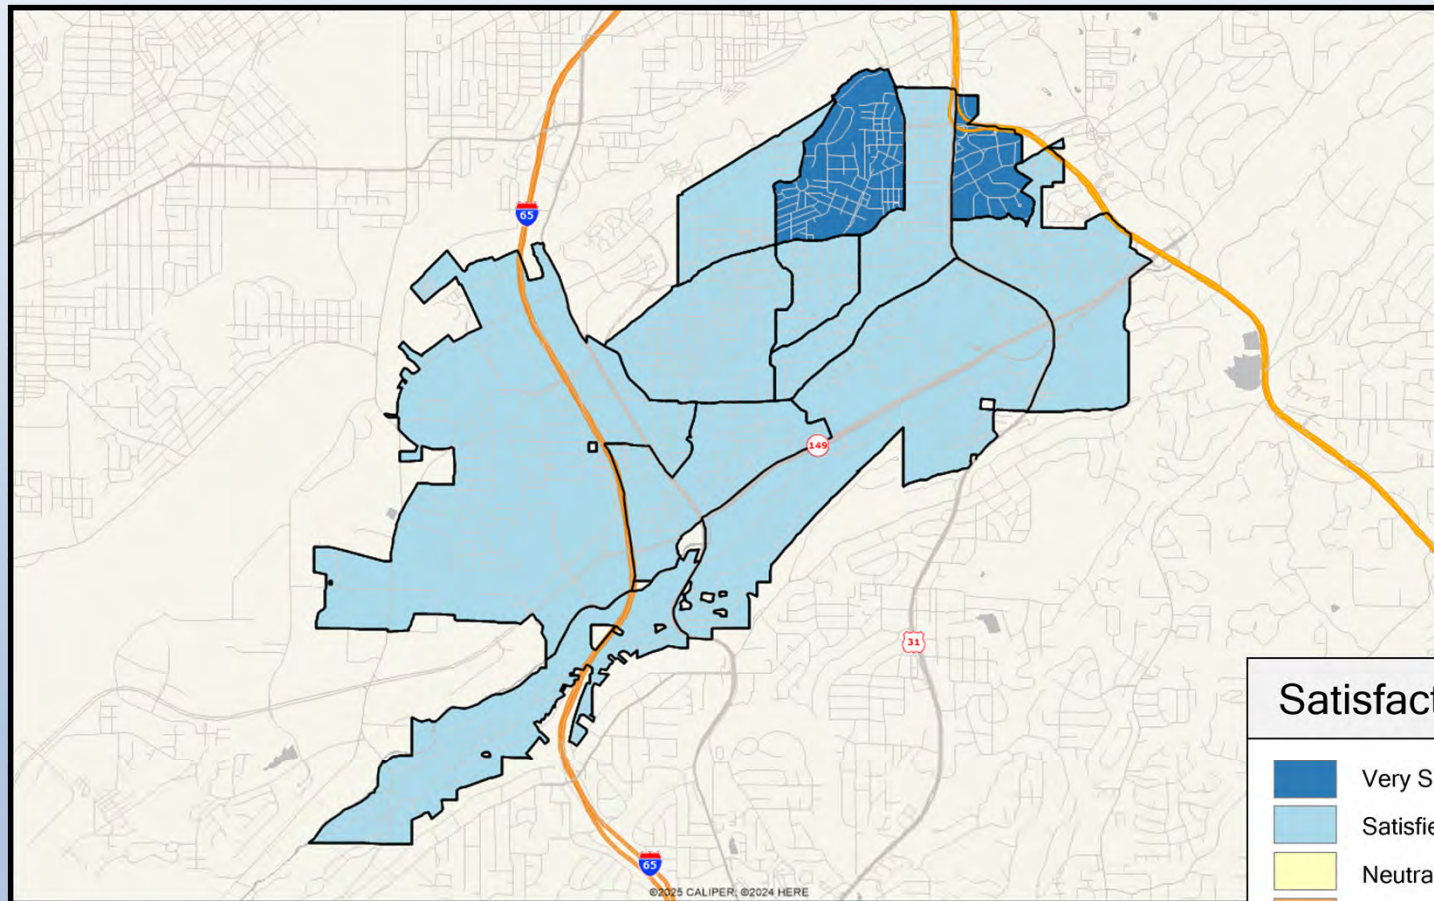 65
149
31
Satisfact
Very S
Satisfie
Neutra
65
©2025 CALIPER; ©2024 HERE